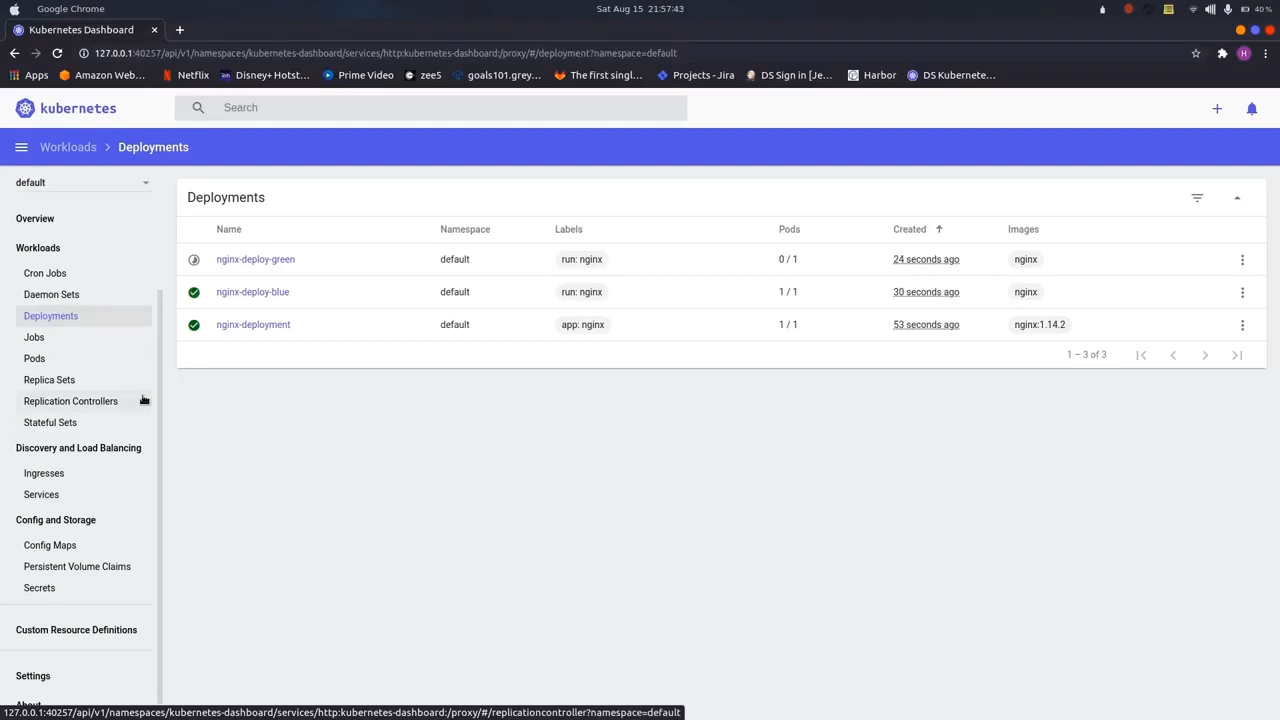 Google Chrome
Sat Aug 15 21:57:43
40 %
Kubernetes Dashboard
127.0.0.1:40257/api/v1/namespaces/kubernetes-dashboard/services/http:kubernetes-dashboard:/proxy/#/deployment?namespace=default
H
Apps Amazon Web... Netflix Disney+ Hotst... Prime Video zee5 goals101.grey... The first singl... Projects - Jira DS Sign in [Je... Harbor DS Kubernete...
kubernetes
Search
Workloads > Deployments
default
Overview
Workloads
Cron Jobs
Daemon Sets
Deployments
Jobs
Pods
Replica Sets
Replication Controllers
Stateful Sets
Discovery and Load Balancing
Ingresses
Services
Config and Storage
Config Maps
Persistent Volume Claims
Secrets
Custom Resource Definitions
Settings
About
Deployments
Name Namespace Labels Pods Created Images
nginx-deploy-green default run: nginx 0 / 1 24 seconds ago nginx
nginx-deploy-blue default run: nginx 1 / 1 30 seconds ago nginx
nginx-deployment default app: nginx 1 / 1 53 seconds ago nginx:1.14.2
1 – 3 of 3
127.0.0.1:40257/api/v1/namespaces/kubernetes-dashboard/services/http:kubernetes-dashboard:/proxy/#/replicationcontroller?namespace=default